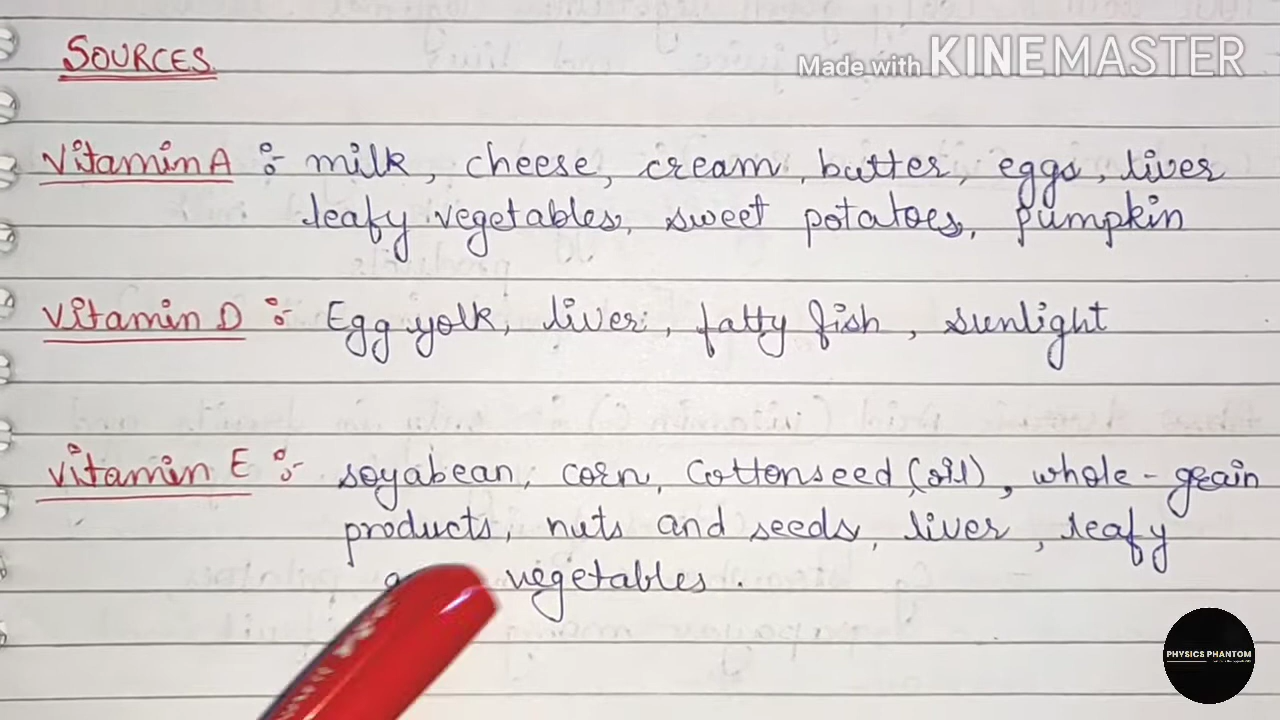 SOURCES
Made with KINEMASTER
Vitamin A :- milk, cheese, cream, butter, eggs, liver
leafy vegetables, sweet potatoes, pumpkin
Vitamin D :- Egg yolk, liver, fatty fish, sunlight
Vitamin E :- soyabean, corn, cottonseed (oil), whole-grain
products, nuts and seeds, liver, leafy
vegetables.
PHYSICS PHANTOM